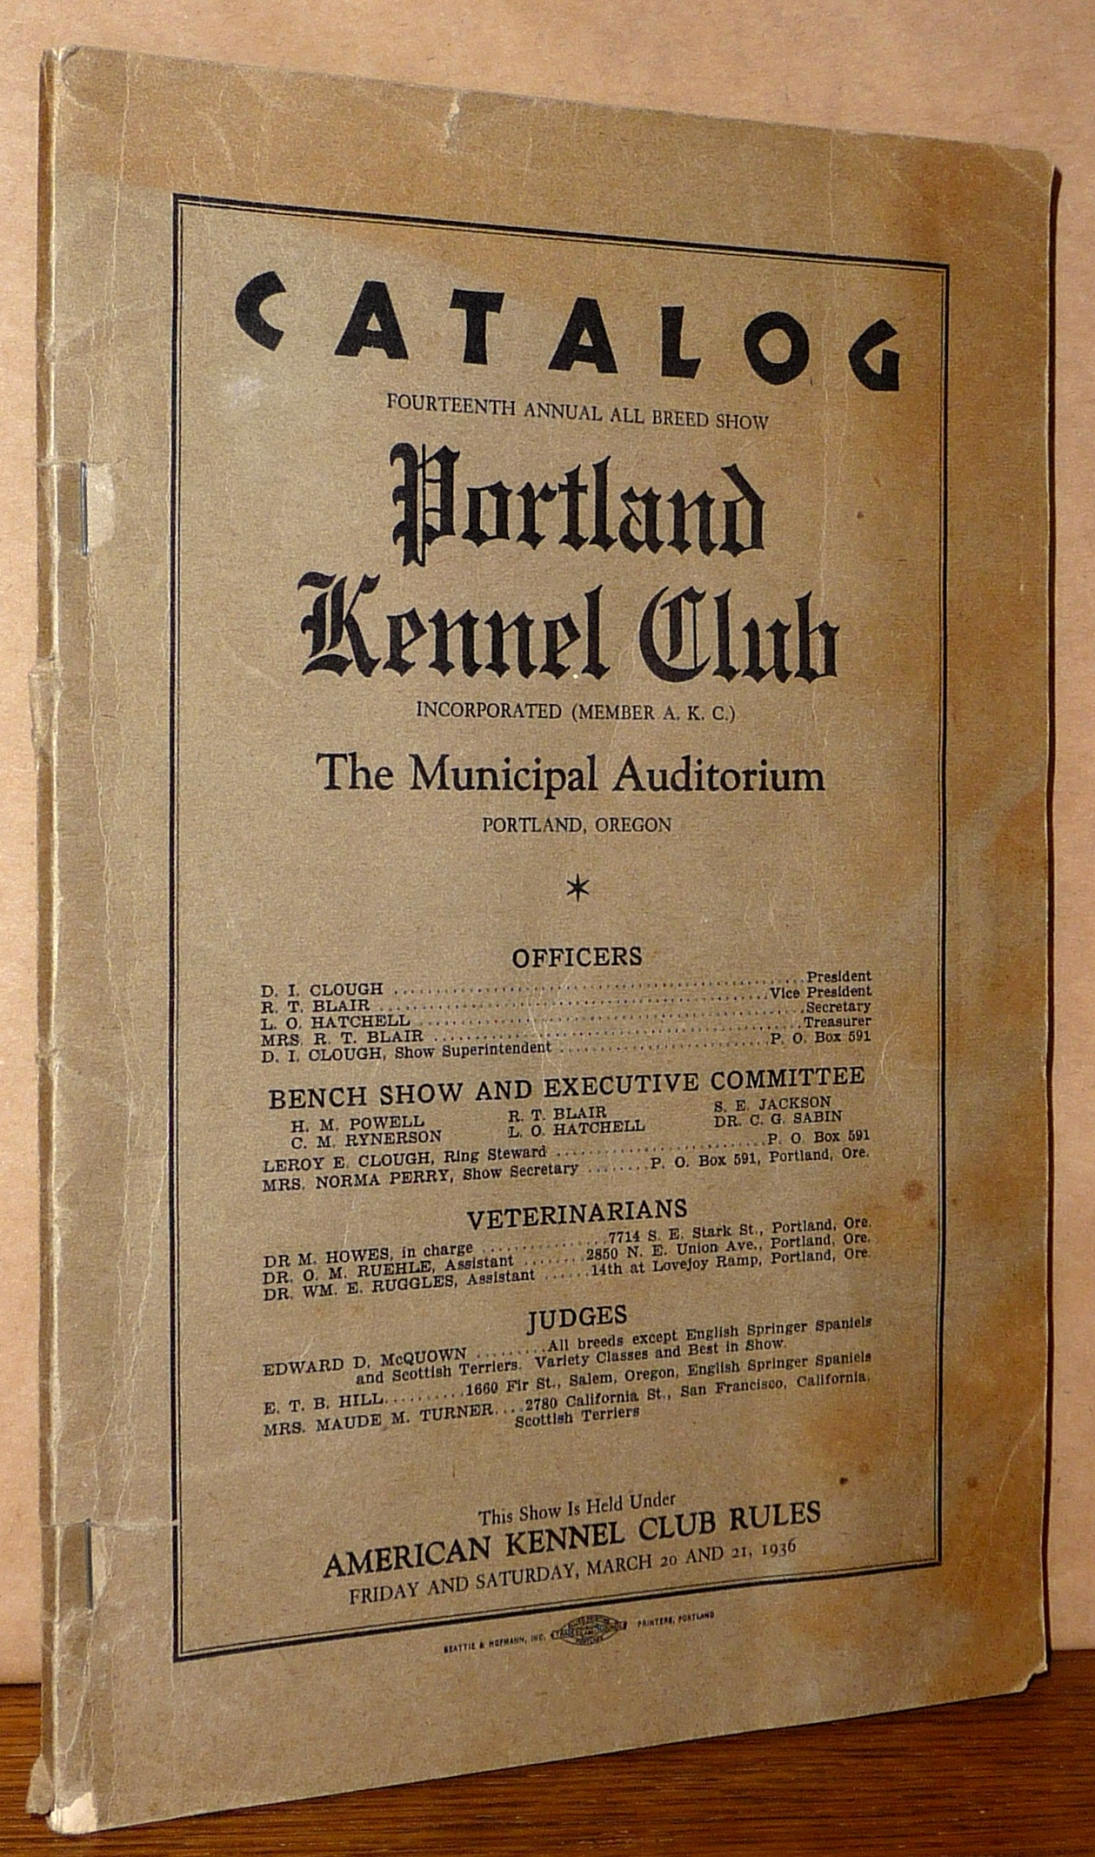 CATALOG
FOURTEENTH ANNUAL ALL BREED SHOW
Portland
Kennel Club
INCORPORATED (MEMBER A. K. C.)
The Municipal Auditorium
PORTLAND, OREGON
OFFICERS
D. I. CLOUGH ........ President
R. T. BLAIR ........ Vice President
L. O. HATCHELL ........ Secretary
MRS. R. T. BLAIR ........ Treasurer
D. I. CLOUGH, Show Superintendent ........ P. O. Box 591
BENCH SHOW AND EXECUTIVE COMMITTEE
H. M. POWELL R. T. BLAIR S. E. JACKSON
C. M. RYNERSON L. O. HATCHELL DR. C. G. SABIN
LEROY E. CLOUGH, Ring Steward ........ P. O. Box 591
MRS. NORMA PERRY, Show Secretary ........ P. O. Box 591, Portland, Ore.
VETERINARIANS
DR M. HOWES, in charge ........ 7714 S. E. Stark St., Portland, Ore.
DR. O. M. RUEHLE, Assistant ........ 2850 N. E. Union Ave., Portland, Ore.
DR. WM. E. RUGGLES, Assistant ...... 14th at Lovejoy Ramp, Portland, Ore.
JUDGES
EDWARD D. McQUOWN ......... All breeds except English Springer Spaniels
and Scottish Terriers. Variety Classes and Best in Show.
E. T. B. HILL.......... 1660 Fir St., Salem, Oregon, English Springer Spaniels
MRS. MAUDE M. TURNER.... 2780 California St., San Francisco, California,
Scottish Terriers
This Show Is Held Under
AMERICAN KENNEL CLUB RULES
FRIDAY AND SATURDAY, MARCH 20 AND 21, 1936
BEATTIE & HOFMANN, INC. PRINTERS, PORTLAND